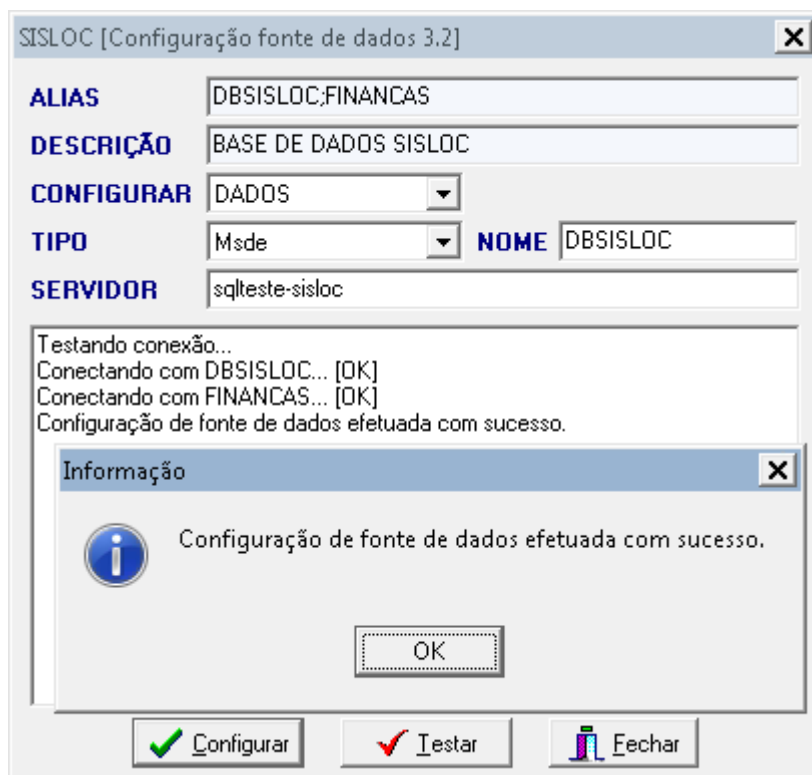 SISLOC [Configuração fonte de dados 3.2]
ALIAS DBSISLOC;FINANCAS
DESCRIÇÃO BASE DE DADOS SISLOC
CONFIGURAR DADOS
TIPO Msde NOME DBSISLOC
SERVIDOR sqlteste-sisloc
Testando conexão...
Conectando com DBSISLOC... [OK]
Conectando com FINANCAS... [OK]
Configuração de fonte de dados efetuada com sucesso.
Informação
Configuração de fonte de dados efetuada com sucesso.
OK
Configurar Testar Fechar